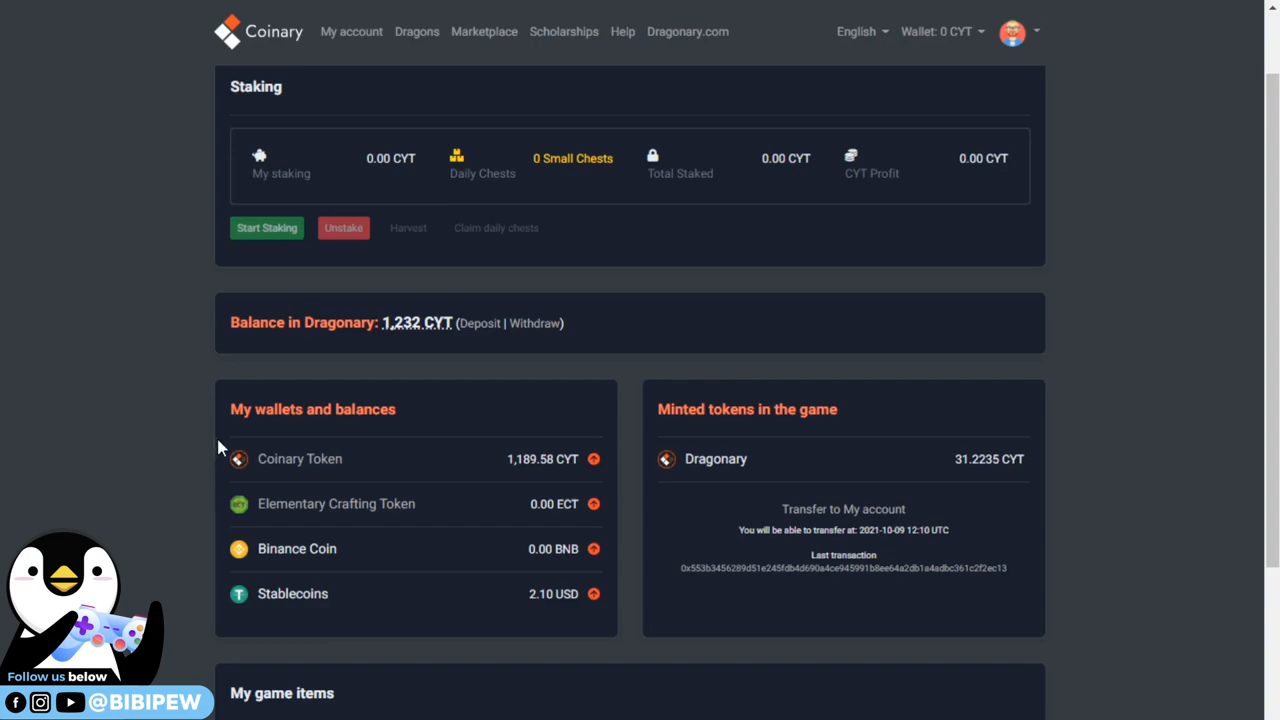 Coinary My account Dragons Marketplace Scholarships Help Dragonary.com English Wallet: 0 CYT
Staking
My staking 0.00 CYT Daily Chests 0 Small Chests Total Staked 0.00 CYT CYT Profit 0.00 CYT
Start Staking Unstake Harvest Claim daily chests
Balance in Dragonary: 1,232 CYT (Deposit | Withdraw)
My wallets and balances
Coinary Token 1,189.58 CYT
Elementary Crafting Token 0.00 ECT
Binance Coin 0.00 BNB
Stablecoins 2.10 USD
Minted tokens in the game
Dragonary 31.2235 CYT
Transfer to My account
You will be able to transfer at: 2021-10-09 12:10 UTC
Last transaction
0x553b3456289d51e245fdb4d690a4ce945991b8ee64a2db1a4adbc361c2f2ec13
My game items
Follow us below
@BIBIPEW